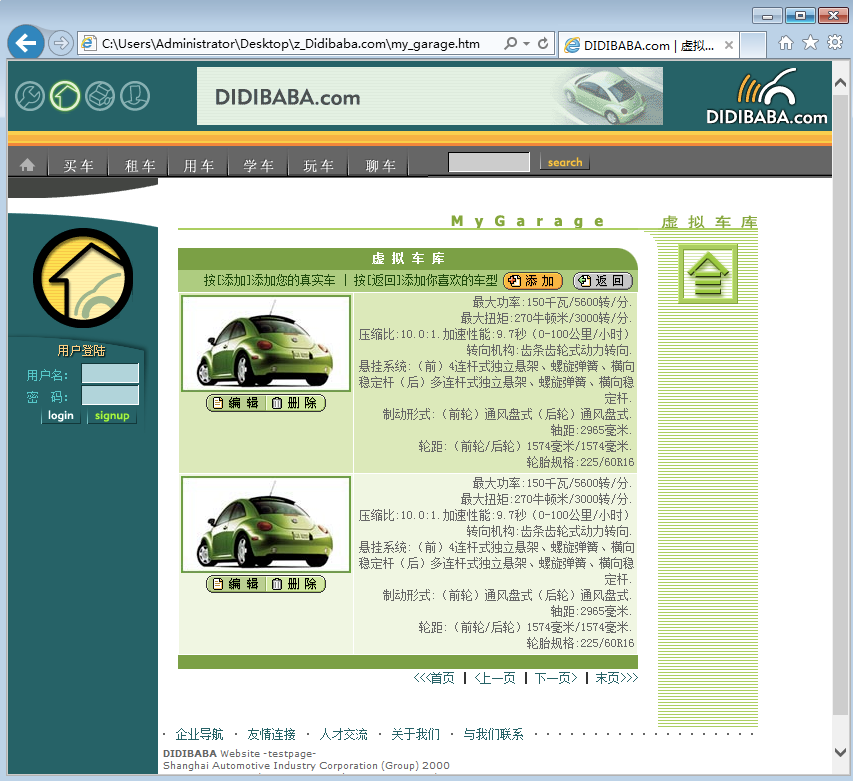 C:\Users\Administrator\Desktop\z_Didibaba.com\my_garage.htm
DIDIBABA.com | 虚拟...
DIDIBABA.com
DIDIBABA.com
买车 租车 用车 学车 玩车 聊车 search
MyGarage 虚拟车库
虚拟车库
按[添加]添加您的真实车 | 按[返回]添加你喜欢的车型 添加 返回
用户登陆
用户名:
密 码:
login signup
最大功率:150千瓦/5600转/分.
最大扭矩:270牛顿米/3000转/分.
压缩比:10.0:1.加速性能:9.7秒（0-100公里/小时）
转向机构:齿条齿轮式动力转向.
悬挂系统:（前）4连杆式独立悬架、螺旋弹簧、横向
稳定杆（后）多连杆式独立悬架、螺旋弹簧、横向稳
定杆.
制动形式:（前轮）通风盘式（后轮）通风盘式.
轴距:2965毫米.
轮距:（前轮/后轮）1574毫米/1574毫米.
轮胎规格:225/60R16
编辑 删除
最大功率:150千瓦/5600转/分.
最大扭矩:270牛顿米/3000转/分.
压缩比:10.0:1.加速性能:9.7秒（0-100公里/小时）
转向机构:齿条齿轮式动力转向.
悬挂系统:（前）4连杆式独立悬架、螺旋弹簧、横向
稳定杆（后）多连杆式独立悬架、螺旋弹簧、横向稳
定杆.
制动形式:（前轮）通风盘式（后轮）通风盘式.
轴距:2965毫米.
轮距:（前轮/后轮）1574毫米/1574毫米.
轮胎规格:225/60R16
编辑 删除
<<<首页 | <上一页 | 下一页> | 末页>>>
· 企业导航 · 友情连接 · 人才交流 · 关于我们 · 与我们联系 · · · · · · · · · · · · · · · · · · ·
DIDIBABA Website -testpage-
Shanghai Automotive Industry Corporation (Group) 2000